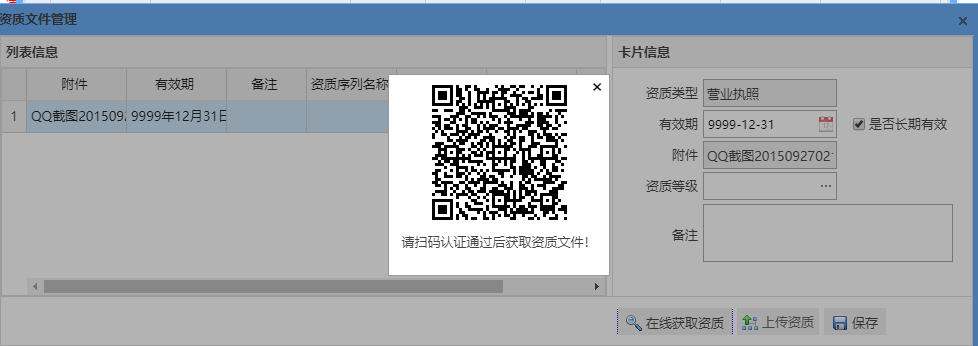 资质文件管理
列表信息
附件 有效期 备注 资质序列名称
1 QQ截图201509 9999年12月31日
请扫码认证通过后获取资质文件!
卡片信息
资质类型 营业执照
有效期 9999-12-31 是否长期有效
附件 QQ截图2015092702
资质等级 ...
备注
在线获取资质 上传资质 保存